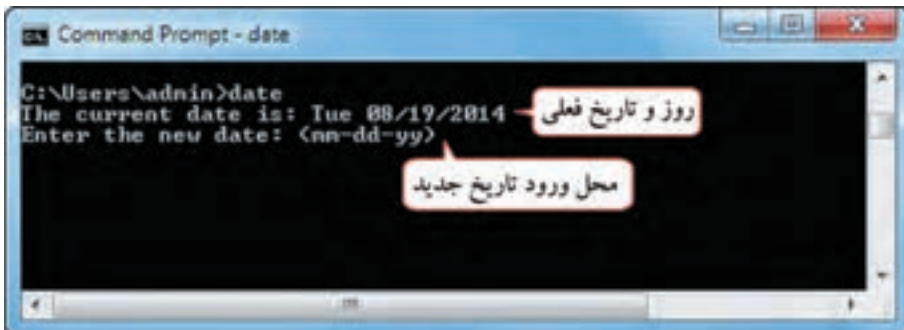 Command Prompt - date
C:\Users\admin>date
The current date is: Tue 08/19/2014
روز و تاریخ فعلی
Enter the new date: (mm-dd-yy)
محل ورود تاریخ جدید